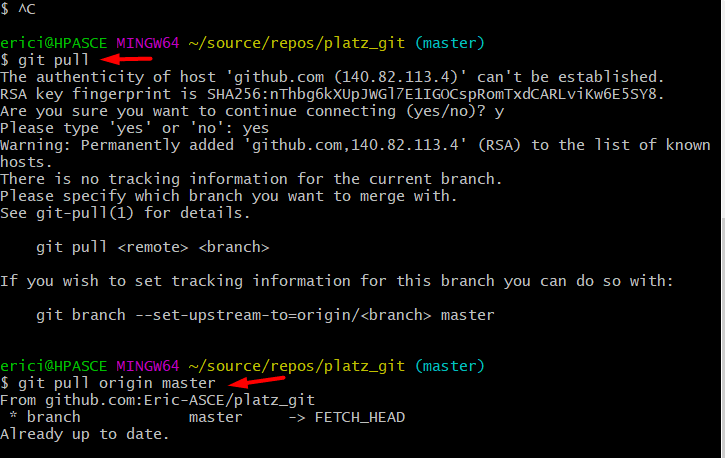 $ ^C
erici@HPASCE MINGW64 ~/source/repos/platz_git (master)
$ git pull
The authenticity of host 'github.com (140.82.113.4)' can't be established.
RSA key fingerprint is SHA256:nThbg6kXUpJWGl7E1IGOCspRomTxdCARLviKw6E5SY8.
Are you sure you want to continue connecting (yes/no)? y
Please type 'yes' or 'no': yes
Warning: Permanently added 'github.com,140.82.113.4' (RSA) to the list of known
hosts.
There is no tracking information for the current branch.
Please specify which branch you want to merge with.
See git-pull(1) for details.
git pull <remote> <branch>
If you wish to set tracking information for this branch you can do so with:
git branch --set-upstream-to=origin/<branch> master
erici@HPASCE MINGW64 ~/source/repos/platz_git (master)
$ git pull origin master
From github.com:Eric-ASCE/platz_git
* branch master -> FETCH_HEAD
Already up to date.